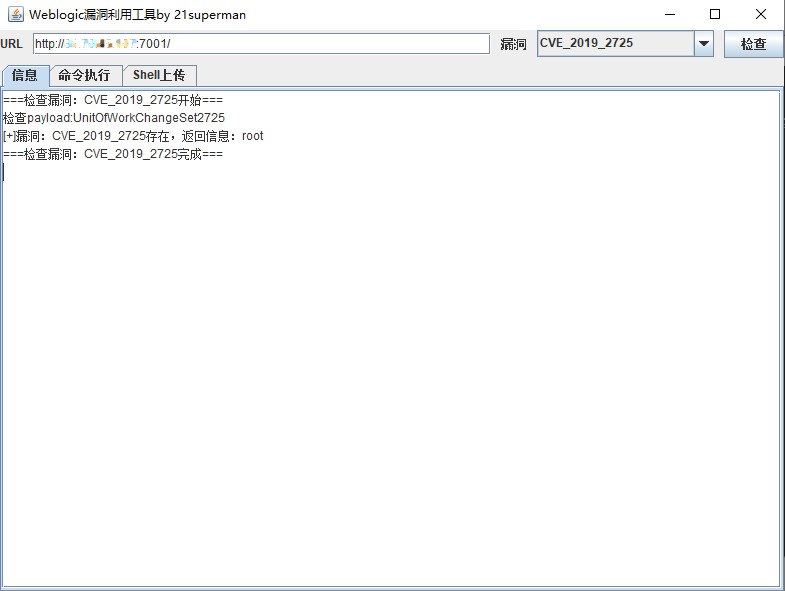 Weblogic漏洞利用工具by 21superman
URL http:// :7001/ 漏洞 CVE_2019_2725 检查
信息 命令执行 Shell上传
===检查漏洞：CVE_2019_2725开始===
检查payload:UnitOfWorkChangeSet2725
[+]漏洞：CVE_2019_2725存在，返回信息：root
===检查漏洞：CVE_2019_2725完成===